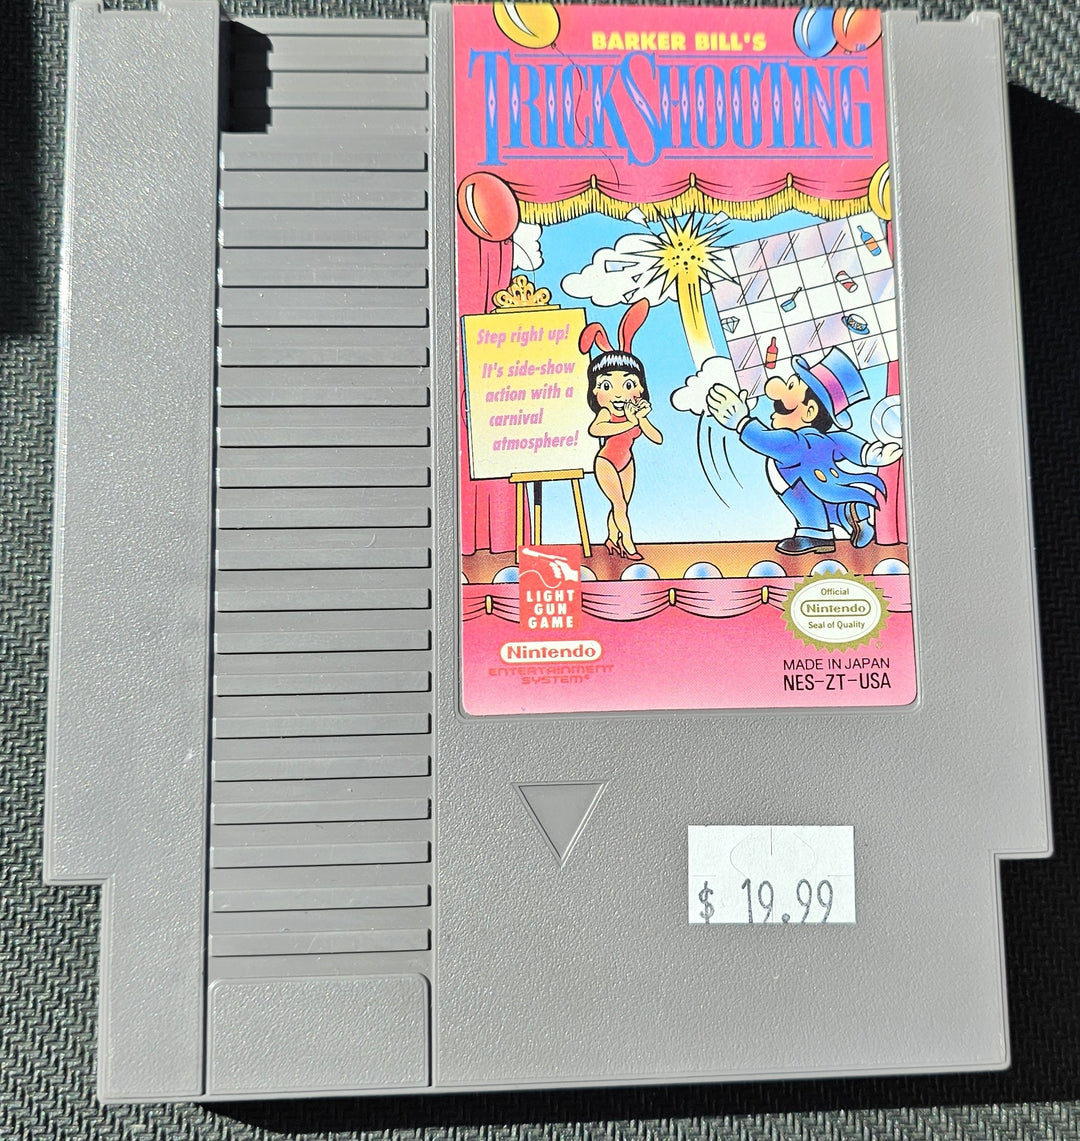 BARKER BILL'S
TRICK SHOOTING™
Step right up!
It's side-show
action with a
carnival
atmosphere!
LIGHT
GUN
GAME
Nintendo
ENTERTAINMENT
SYSTEM®
Official
Nintendo
Seal of Quality
MADE IN JAPAN
NES-ZT-USA
$ 19.99